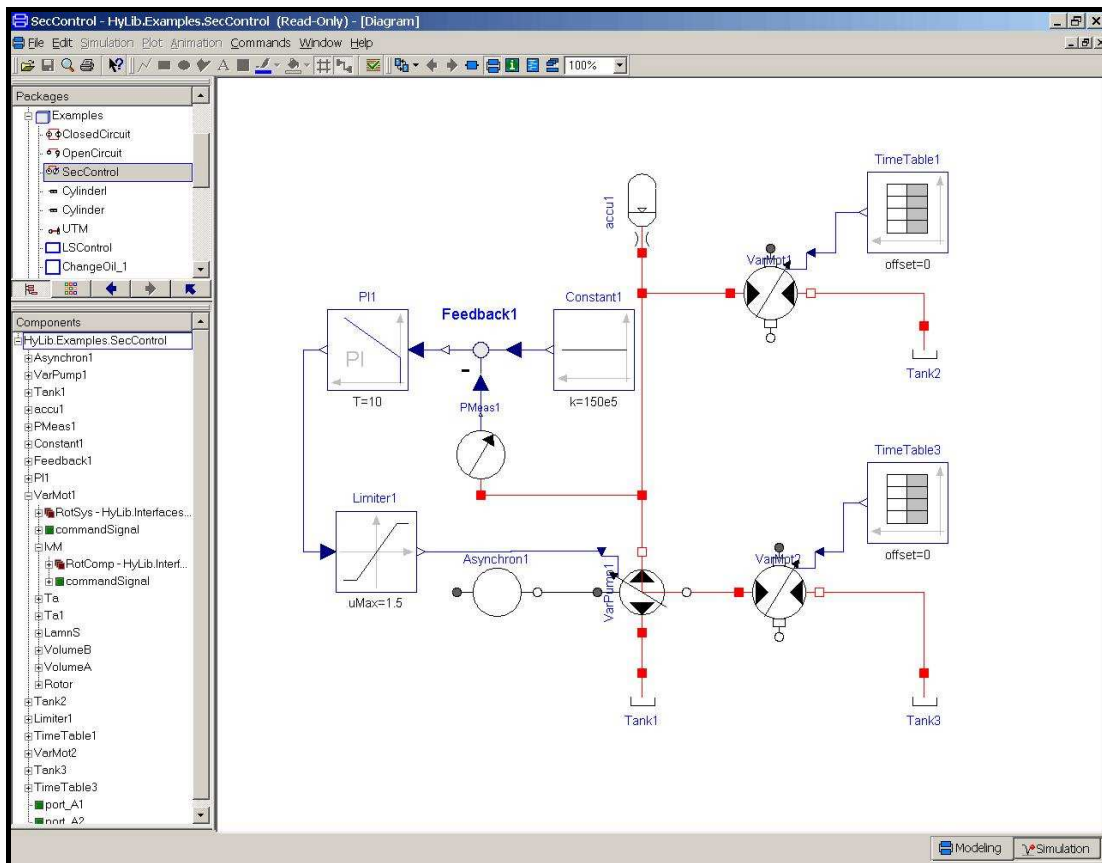 SecControl - HyLib.Examples.SecControl (Read-Only) - [Diagram]
File Edit Simulation Plot Animation Commands Window Help
100%
Packages
Examples
ClosedCircuit
OpenCircuit
SecControl
CylinderI
Cylinder
UTM
LSControl
ChangeOil_1
Components
HyLib.Examples.SecControl
Asynchron1
VarPump1
Tank1
accu1
PMeas1
Constant1
Feedback1
PI1
VarMot1
RotSys - HyLib.Interfaces...
commandSignal
IvM
RotComp - HyLib.Interf...
commandSignal
Ta
Ta1
LamnS
VolumeB
VolumeA
Rotor
Tank2
Limiter1
TimeTable1
VarMot2
Tank3
TimeTable3
port_A1
port_A2
TimeTable1
accu1
VarMot1
offset=0
PI1
Feedback1
Constant1
PI
Tank2
T=10
PMeas1
k=150e5
TimeTable3
Limiter1
Asynchron1
VarPump1
VarMot2
offset=0
uMax=1.5
Tank1
Tank3
Modeling
Simulation